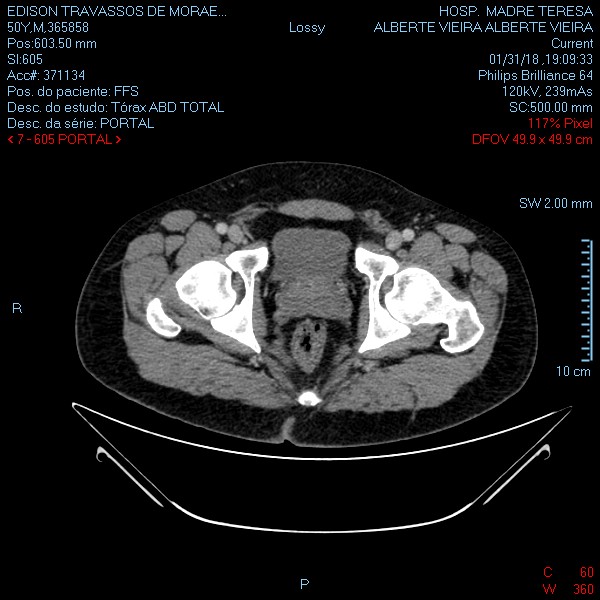 EDISON TRAVASSOS DE MORAE...
50Y,M,365858
Pos:603.50 mm
SI:605
Acc#: 371134
Pos. do paciente: FFS
Desc. do estudo: Tórax ABD TOTAL
Desc. da série: PORTAL
< 7 - 605 PORTAL >
Lossy
HOSP. MADRE TERESA
ALBERTE VIEIRA ALBERTE VIEIRA
Current
01/31/18 ,19:09:33
Philips Brilliance 64
120kV, 239mAs
SC:500.00 mm
117% Pixel
DFOV 49.9 x 49.9 cm
SW 2.00 mm
R
10 cm
P
C 60
W 360